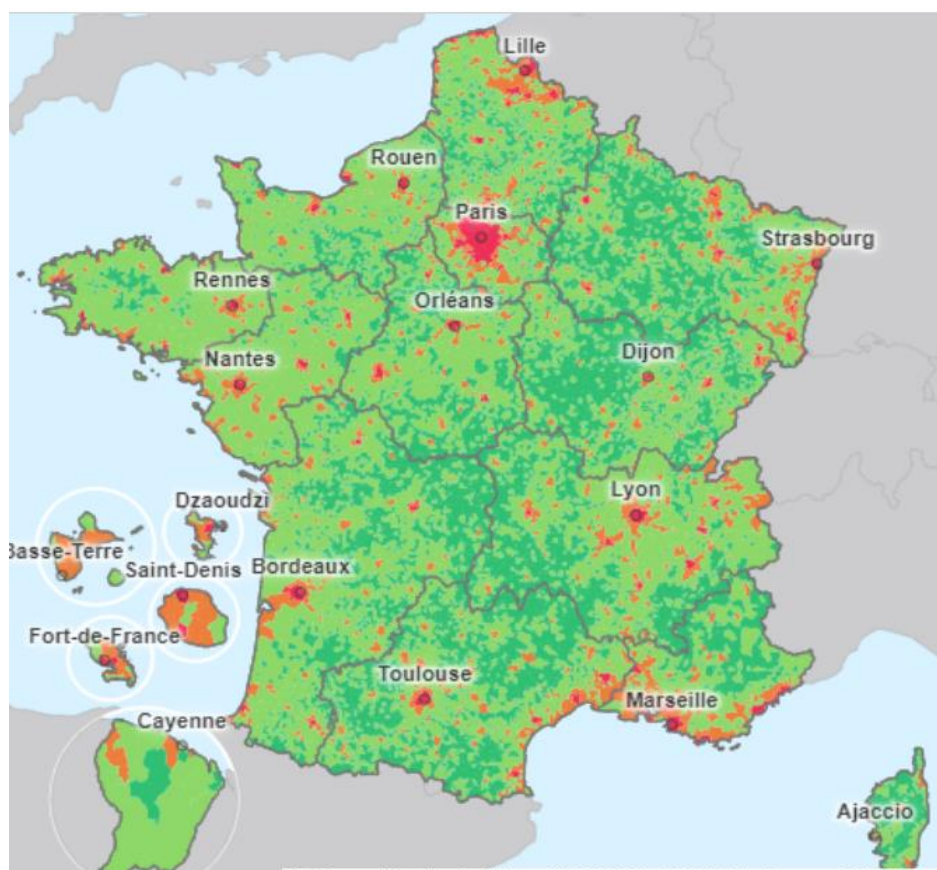 Lille
Rouen
Paris
Strasbourg
Rennes
Orléans
Nantes
Dijon
Dzaoudzi
Lyon
Basse-Terre
Saint-Denis
Bordeaux
Fort-de-France
Toulouse
Marseille
Cayenne
Ajaccio